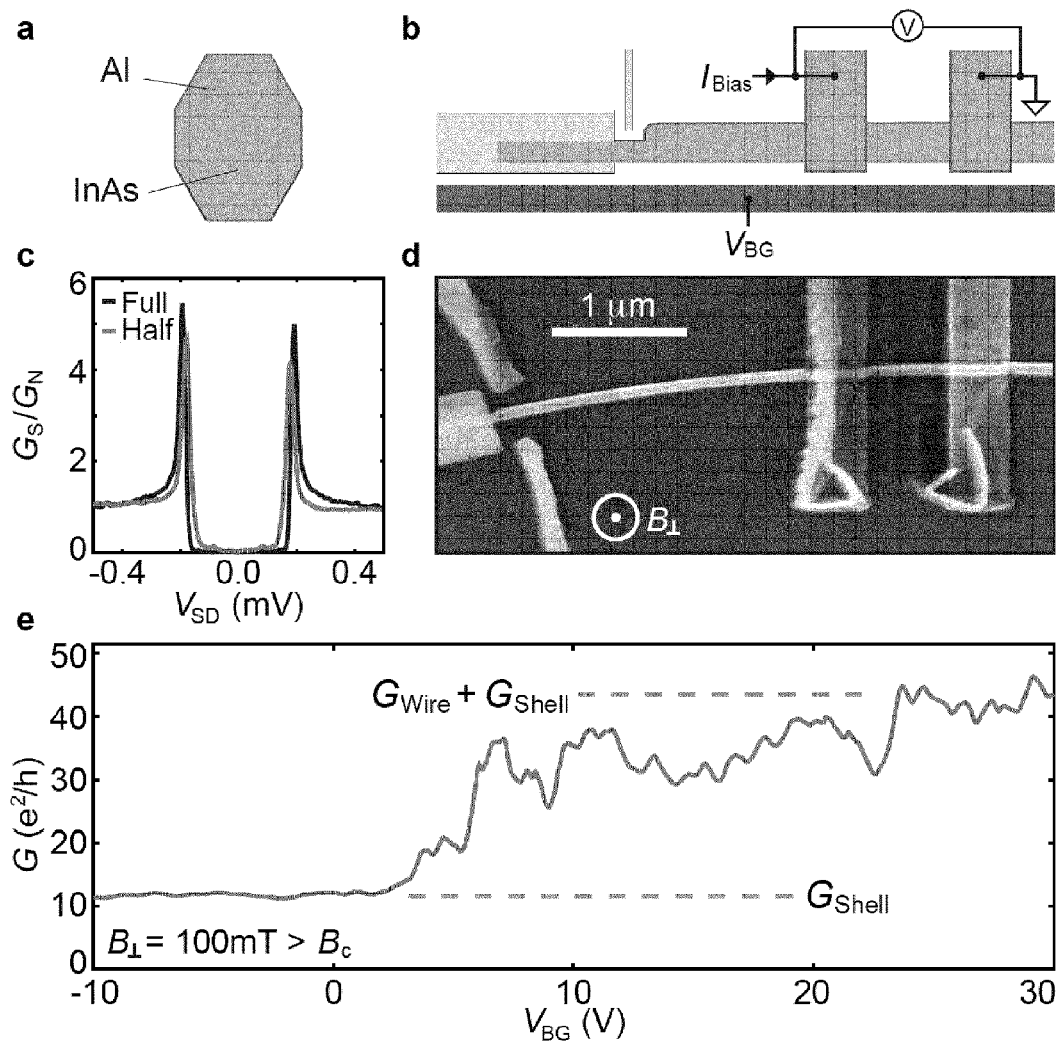 a
Al
InAs
b
V
I_Bias
V_BG
c
6
4
2
0
G_S/G_N
Full
Half
-0.4 0.0 0.4
V_SD (mV)
d
1 µm
B⊥
e
50
40
30
20
10
0
G (e²/h)
G_Wire + G_Shell
G_Shell
B⊥ = 100mT > B_c
-10 0 10 20 30
V_BG (V)